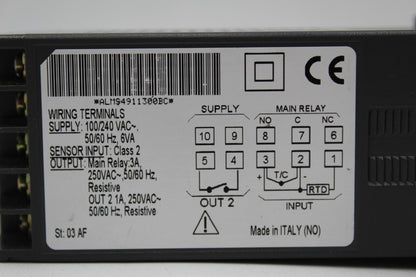 *ALM94911300BC*
WIRING TERMINALS
SUPPLY: 100/240 VAC~,
50/60 Hz, 6VA
SENSOR INPUT: Class 2
OUTPUT: Main Relay:3A,
250VAC~,50/60 Hz,
Resistive
OUT 2 1A, 250VAC~
50/60 Hz, Resistive
St: 03 AF
CE
SUPPLY
10 9
5 4
OUT 2
MAIN RELAY
NO C NC
8 7 6
3 2 1
+ T/C -
RTD
INPUT
Made in ITALY (NO)